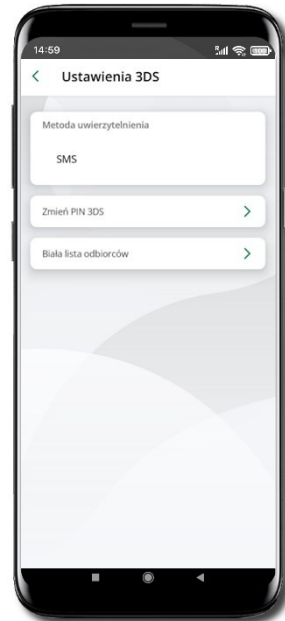 14:59
Ustawienia 3DS
Metoda uwierzytelnienia
SMS
Zmień PIN 3DS
Biała lista odbiorców